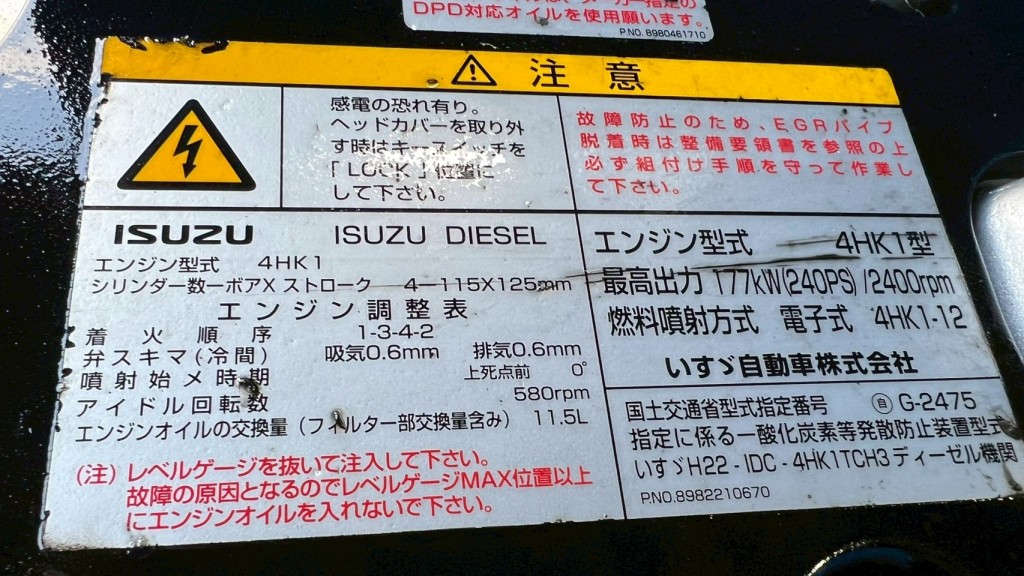 DPD対応オイルを使用願います。
P.NO. 8980461710
注意
感電の恐れ有り。
ヘッドカバーを取り外
す時はキースイッチを
「LOCK」位置に
して下さい。
故障防止のため、EGRパイプ
脱着時は整備要領書を参照の上
必ず組付け手順を守って作業し
て下さい。
ISUZU ISUZU DIESEL
エンジン型式 4HK1
シリンダー数ーボアX ストローク 4-115X125mm
エンジン調整表
着火順序 1-3-4-2
弁スキマ(冷間) 吸気0.6mm 排気0.6mm
噴射始メ時期 上死点前 0°
アイドル回転数 580rpm
エンジンオイルの交換量(フィルター部交換量含み) 11.5L
(注) レベルゲージを抜いて注入して下さい。
故障の原因となるのでレベルゲージMAX位置以上
にエンジンオイルを入れないで下さい。
エンジン型式 4HK1型
最高出力 177kW(240PS)/2400rpm
燃料噴射方式 電子式 4HK1-12
いすゞ自動車株式会社
国土交通省型式指定番号 自 G-2475
指定に係る一酸化炭素等発散防止装置型式
いすゞH22-IDC-4HK1TCH3ディーゼル機関
P.NO.8982210670